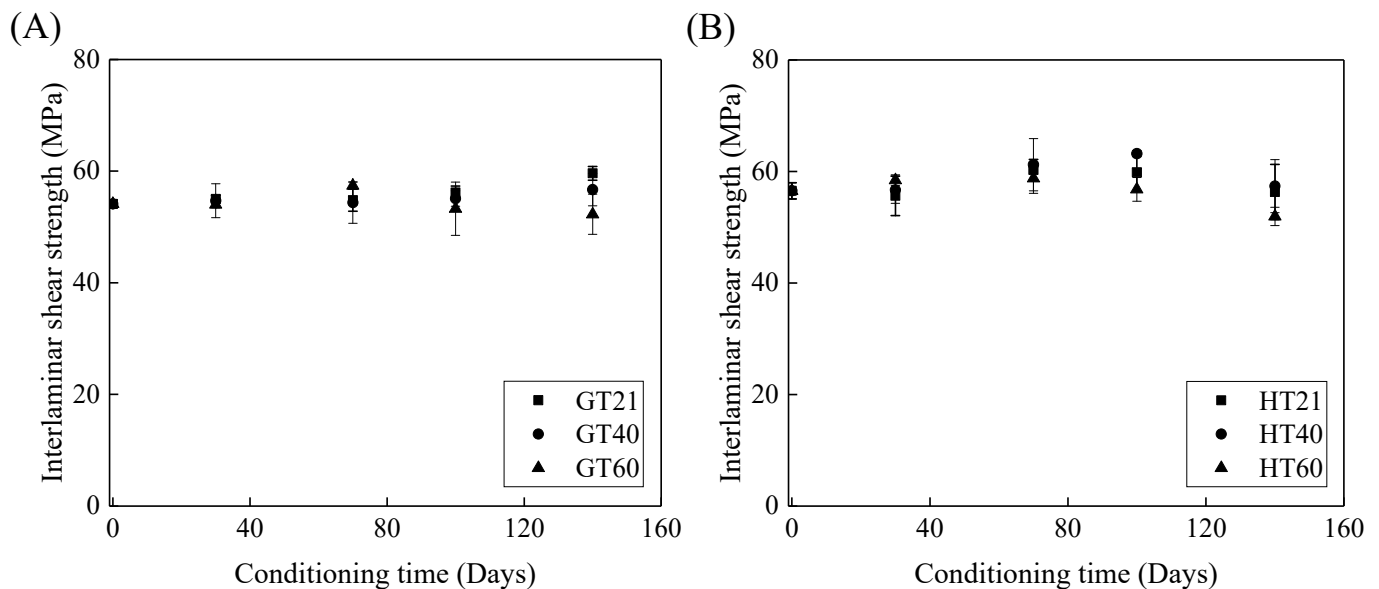 (A)
80
60
40
20
0
Interlaminar shear strength (MPa)
GT21
GT40
GT60
0 40 80 120 160
Conditioning time (Days)
(B)
80
60
40
20
0
Interlaminar shear strength (MPa)
HT21
HT40
HT60
0 40 80 120 160
Conditioning time (Days)